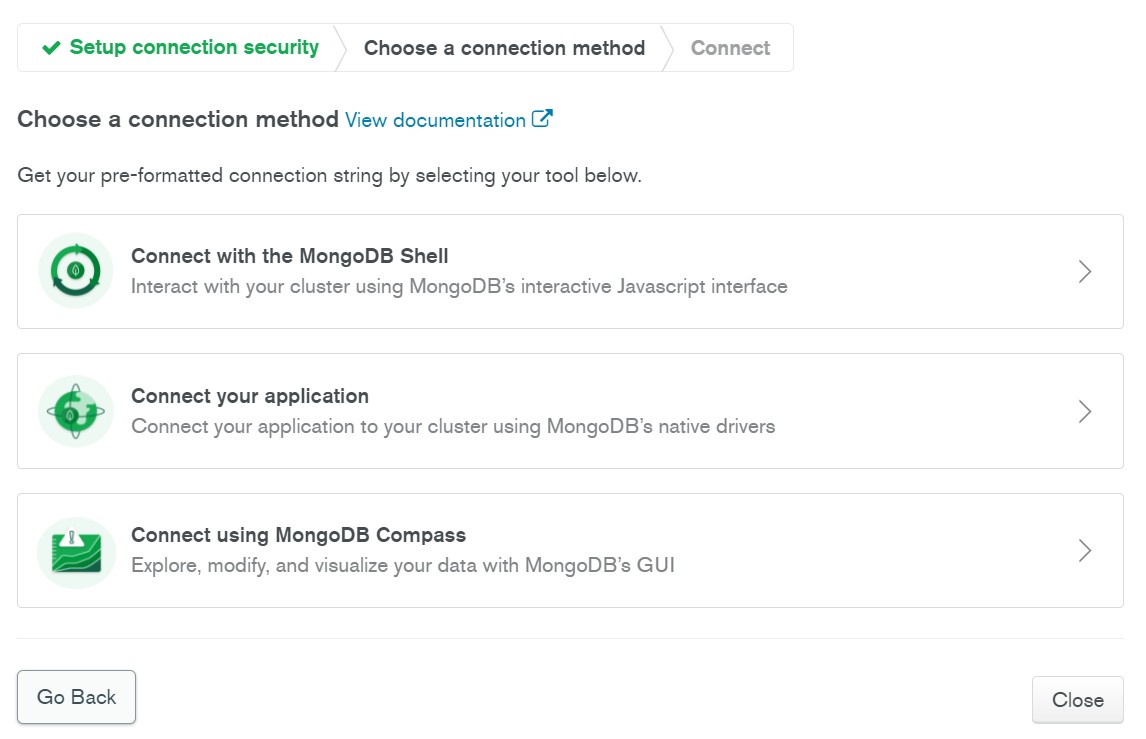 Setup connection security
Choose a connection method
Connect
Choose a connection method View documentation
Get your pre-formatted connection string by selecting your tool below.
Connect with the MongoDB Shell
Interact with your cluster using MongoDB's interactive Javascript interface
Connect your application
Connect your application to your cluster using MongoDB's native drivers
Connect using MongoDB Compass
Explore, modify, and visualize your data with MongoDB's GUI
Go Back
Close